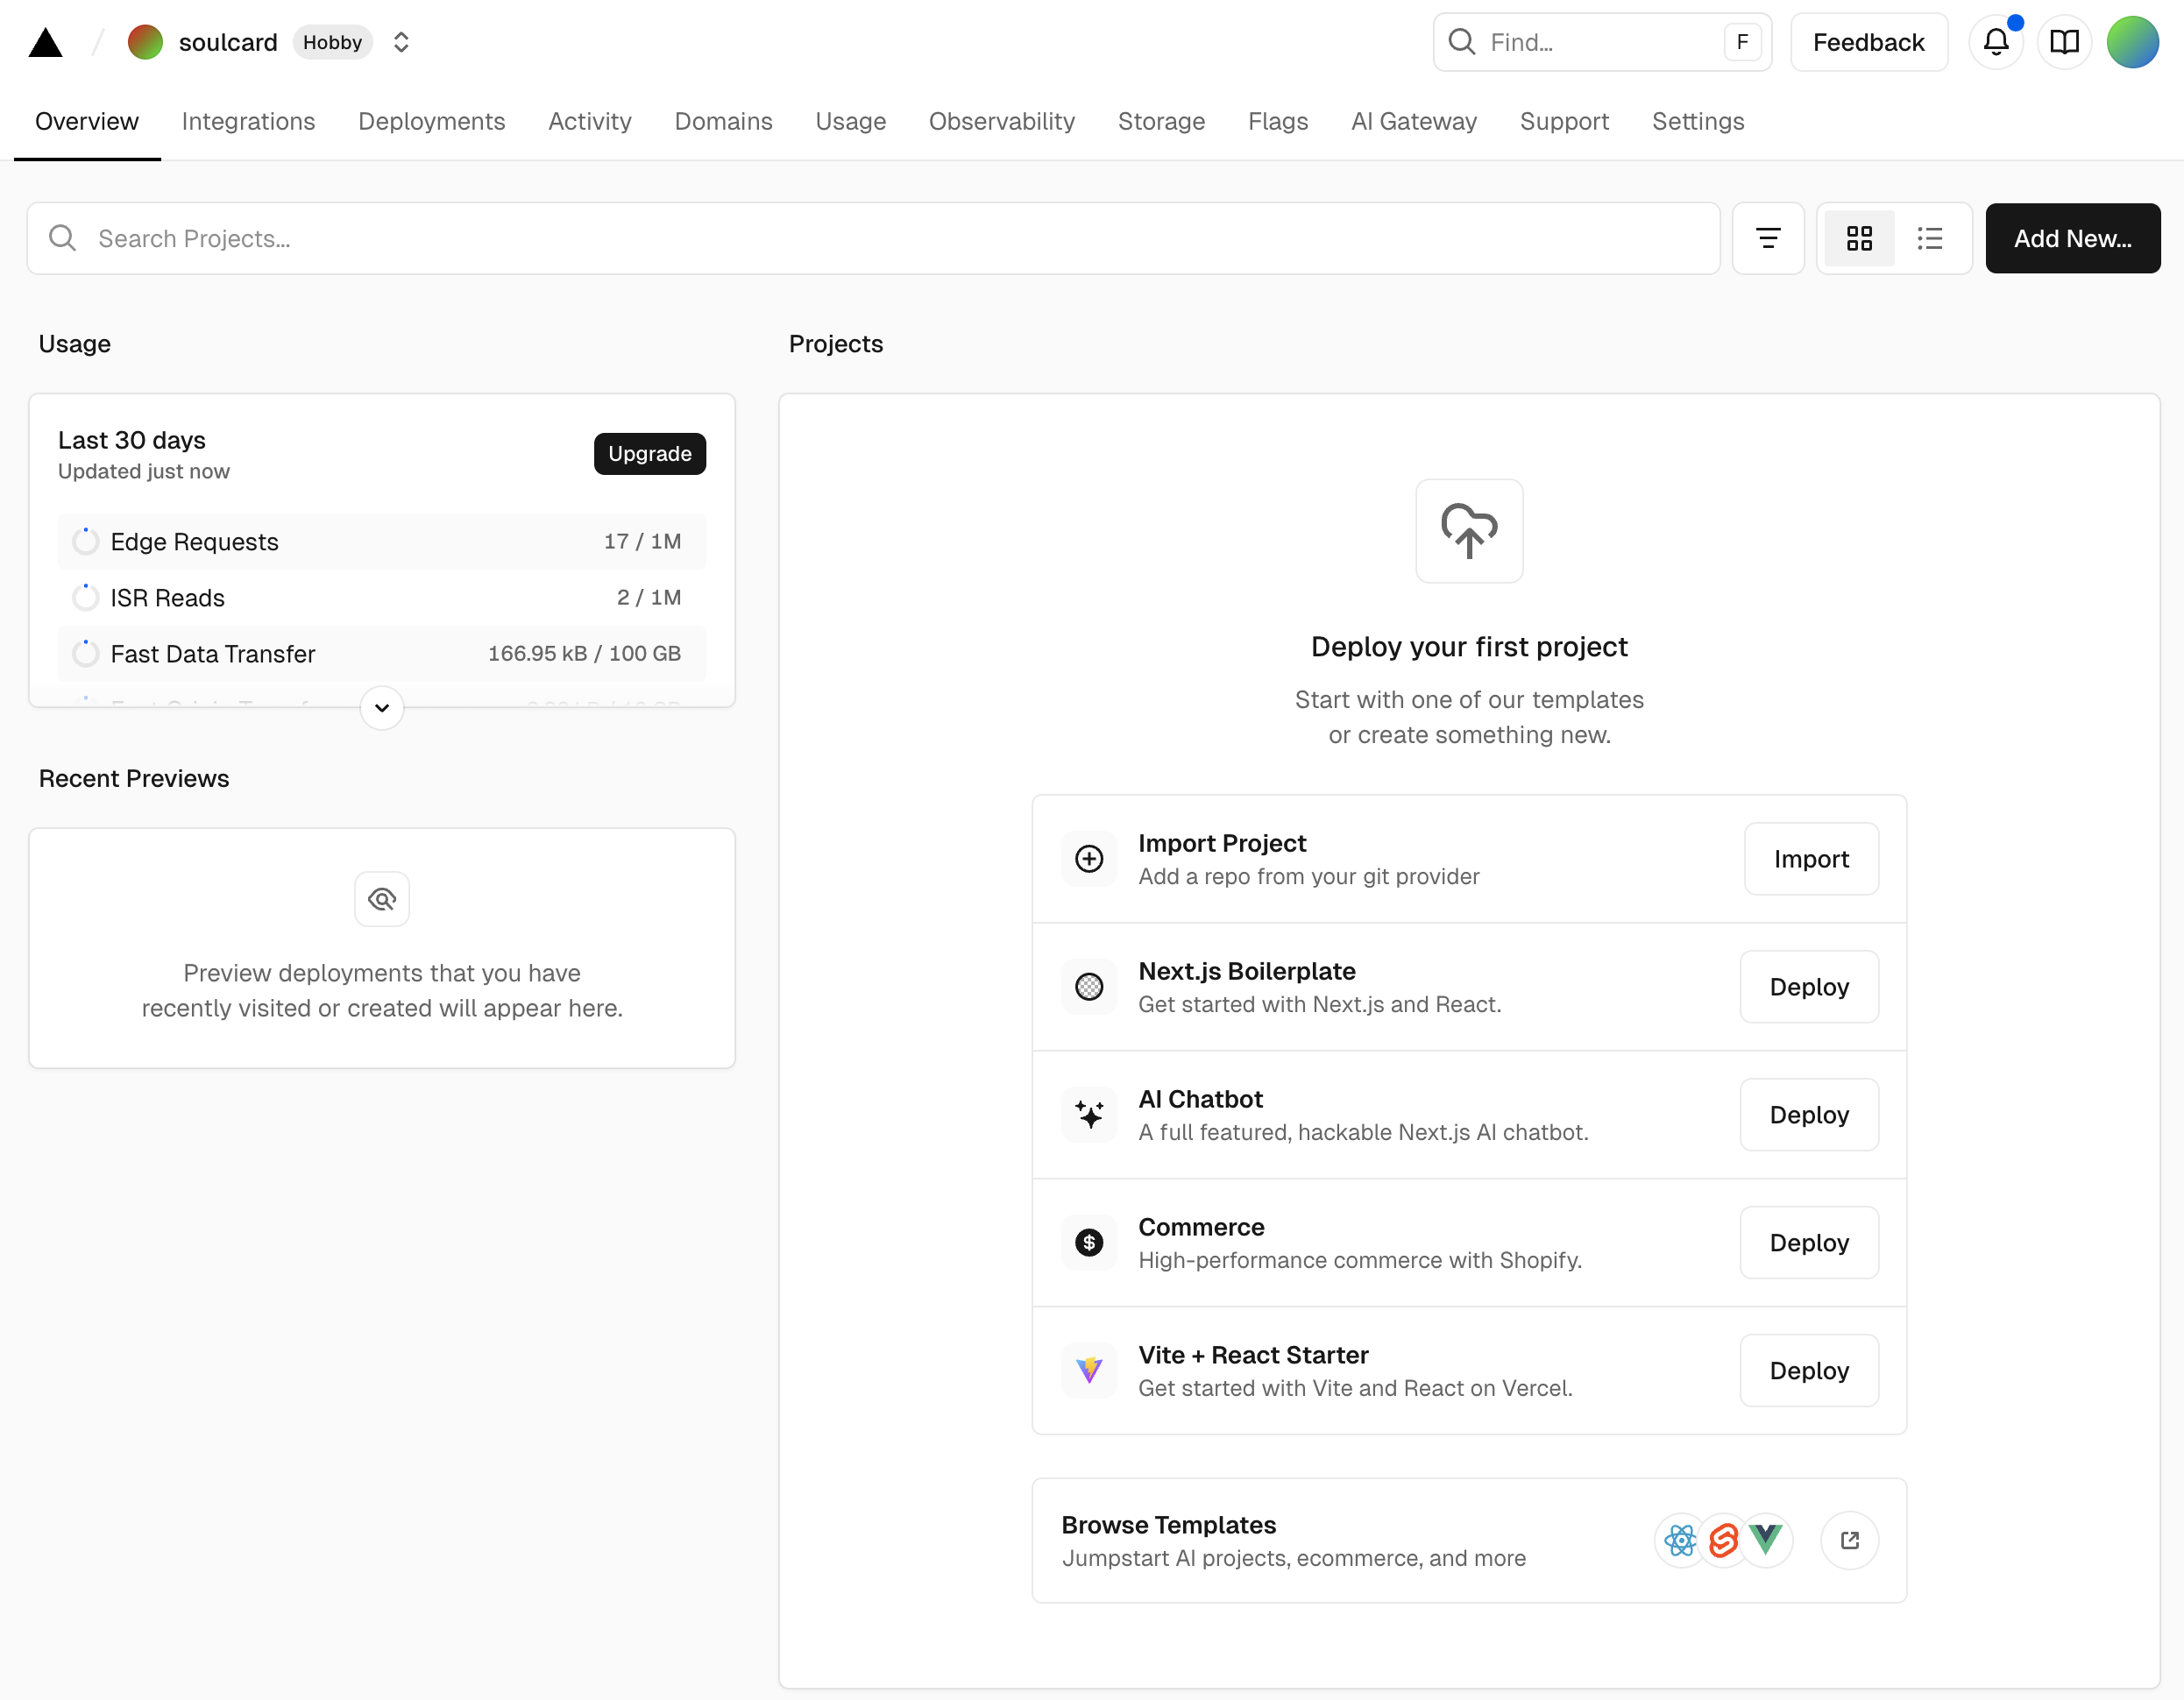 soulcard Hobby
Find... F
Feedback
Overview Integrations Deployments Activity Domains Usage Observability Storage Flags AI Gateway Support Settings
Search Projects...
Add New...
Usage
Last 30 days
Updated just now
Upgrade
Edge Requests 17 / 1M
ISR Reads 2 / 1M
Fast Data Transfer 166.95 kB / 100 GB
Recent Previews
Preview deployments that you have
recently visited or created will appear here.
Projects
Deploy your first project
Start with one of our templates
or create something new.
Import Project
Add a repo from your git provider
Import
Next.js Boilerplate
Get started with Next.js and React.
Deploy
AI Chatbot
A full featured, hackable Next.js AI chatbot.
Deploy
Commerce
High-performance commerce with Shopify.
Deploy
Vite + React Starter
Get started with Vite and React on Vercel.
Deploy
Browse Templates
Jumpstart AI projects, ecommerce, and more